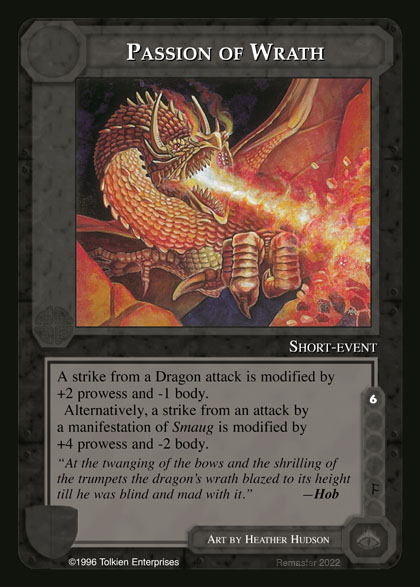 PASSION OF WRATH
SHORT-EVENT
A strike from a Dragon attack is modified by
+2 prowess and -1 body.
Alternatively, a strike from an attack by
a manifestation of Smaug is modified by
+4 prowess and -2 body.
“At the twanging of the bows and the shrilling of
the trumpets the dragon’s wrath blazed to its height
till he was blind and mad with it.” —Hob
6
F
ART BY HEATHER HUDSON
©1996 Tolkien Enterprises
Remaster 2022